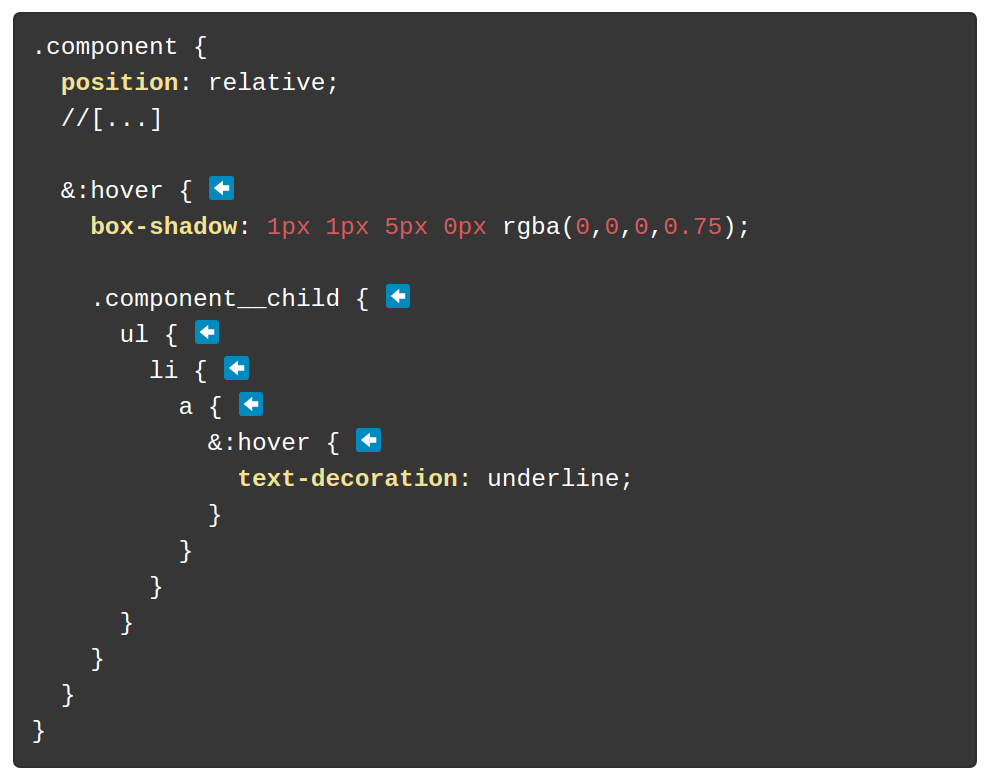 .component {
  position: relative;
  //[...]

  &:hover { ⬅
    box-shadow: 1px 1px 5px 0px rgba(0,0,0,0.75);

    .component__child { ⬅
      ul { ⬅
        li { ⬅
          a { ⬅
            &:hover { ⬅
              text-decoration: underline;
            }
          }
        }
      }
    }
  }
}